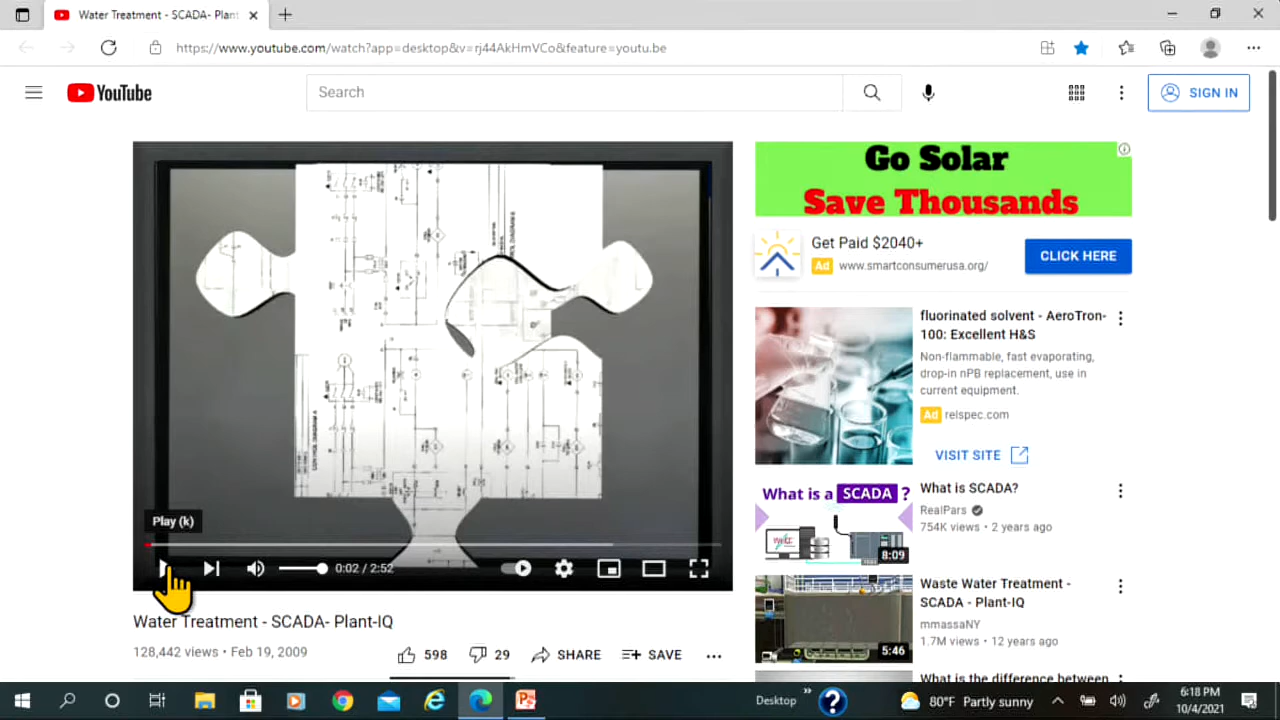 Water Treatment - SCADA- Plant
https://www.youtube.com/watch?app=desktop&v=rj44AkHmVCo&feature=youtu.be
YouTube
Search
SIGN IN
Play (k)
0:02 / 2:52
Water Treatment - SCADA- Plant-IQ
128,442 views • Feb 19, 2009
598
29
SHARE
SAVE
Go Solar
Save Thousands
Get Paid $2040+
Ad www.smartconsumerusa.org/
CLICK HERE
fluorinated solvent - AeroTron-
100: Excellent H&S
Non-flammable, fast evaporating,
drop-in nPB replacement, use in
current equipment.
Ad relspec.com
VISIT SITE
What is a SCADA ?
8:09
What is SCADA?
RealPars
754K views • 2 years ago
5:46
Waste Water Treatment -
SCADA - Plant-IQ
mmassaNY
1.7M views • 12 years ago
What is the difference between
Desktop
80°F Partly sunny
6:18 PM
10/4/2021